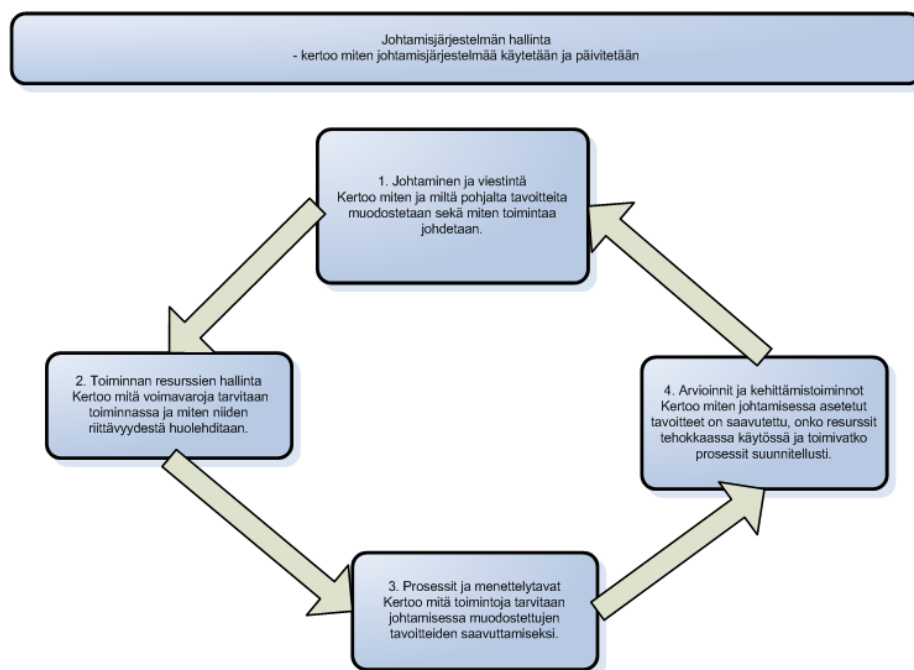 Johtamisjärjestelmän hallinta
- kertoo miten johtamisjärjestelmää käytetään ja päivitetään
1. Johtaminen ja viestintä
Kertoo miten ja miltä pohjalta tavoitteita
muodostetaan sekä miten toimintaa
johdetaan.
2. Toiminnan resurssien hallinta
Kertoo mitä voimavaroja tarvitaan
toiminnassa ja miten niiden
riittävyydestä huolehditaan.
3. Prosessit ja menettelytavat
Kertoo mitä toimintoja tarvitaan
johtamisessa muodostettujen
tavoitteiden saavuttamiseksi.
4. Arvioinnit ja kehittämistoiminnot
Kertoo miten johtamisessa asetetut
tavoitteet on saavutettu, onko resurssit
tehokkaassa käytössä ja toimivatko
prosessit suunnitellusti.